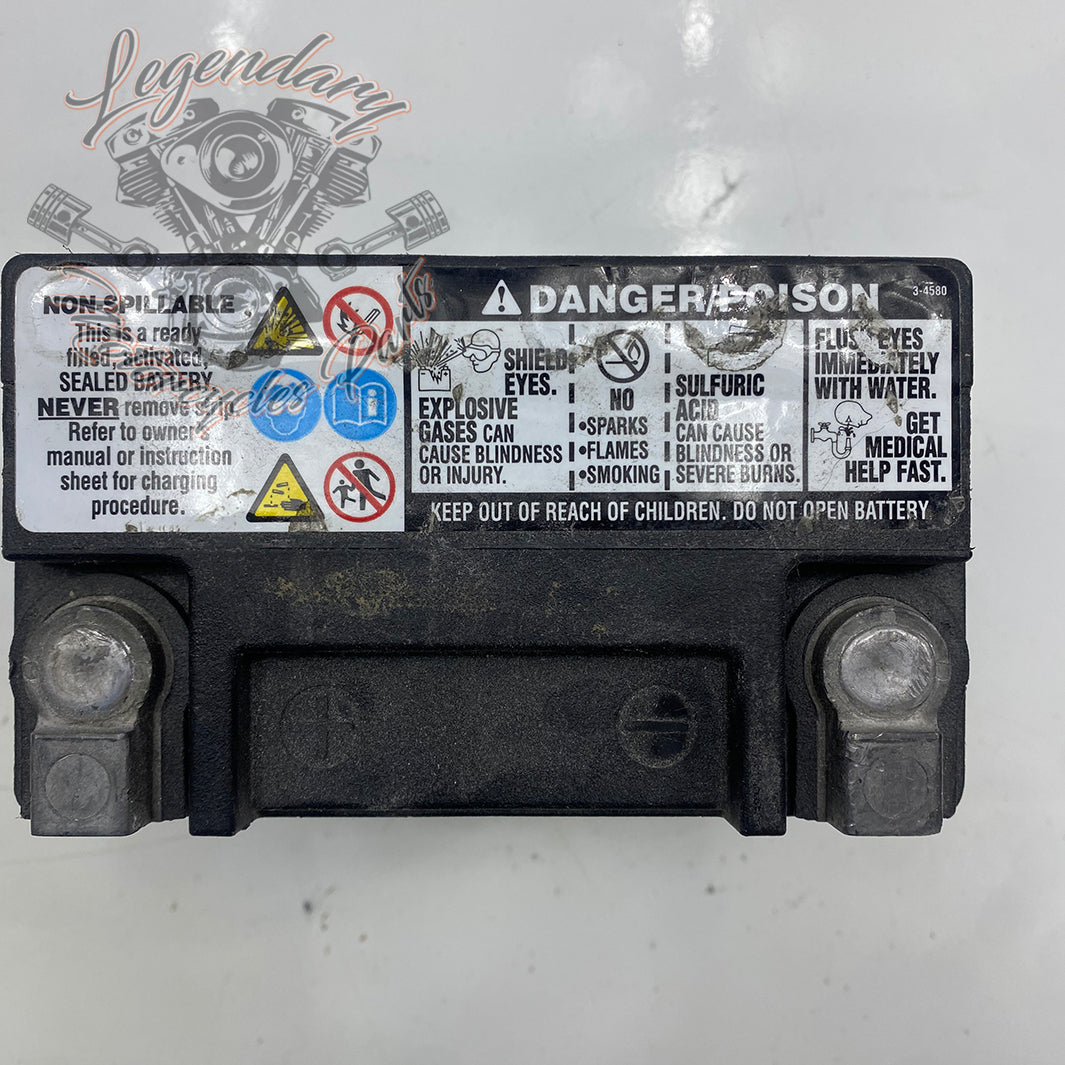 Legendary
Motorcycles Parts
NON-SPILLABLE
This is a ready
filled, activated,
SEALED BATTERY
NEVER remove strip
Refer to owner's
manual or instruction
sheet for charging
procedure.
DANGER/POISON
3-4580
SHIELD
EYES.
EXPLOSIVE
GASES CAN
CAUSE BLINDNESS
OR INJURY.
NO
•SPARKS
•FLAMES
•SMOKING
SULFURIC
ACID
CAN CAUSE
BLINDNESS OR
SEVERE BURNS.
FLUSH EYES
IMMEDIATELY
WITH WATER.
GET
MEDICAL
HELP FAST.
KEEP OUT OF REACH OF CHILDREN. DO NOT OPEN BATTERY